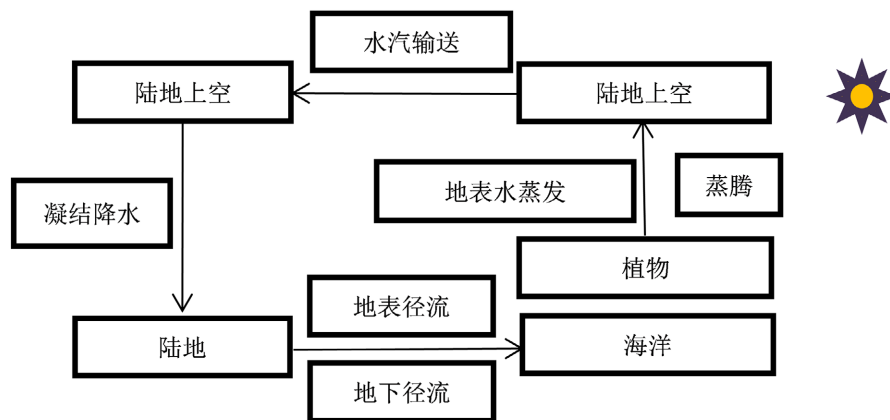 水汽输送
陆地上空
陆地上空
地表水蒸发
蒸腾
凝结降水
植物
地表径流
陆地
海洋
地下径流